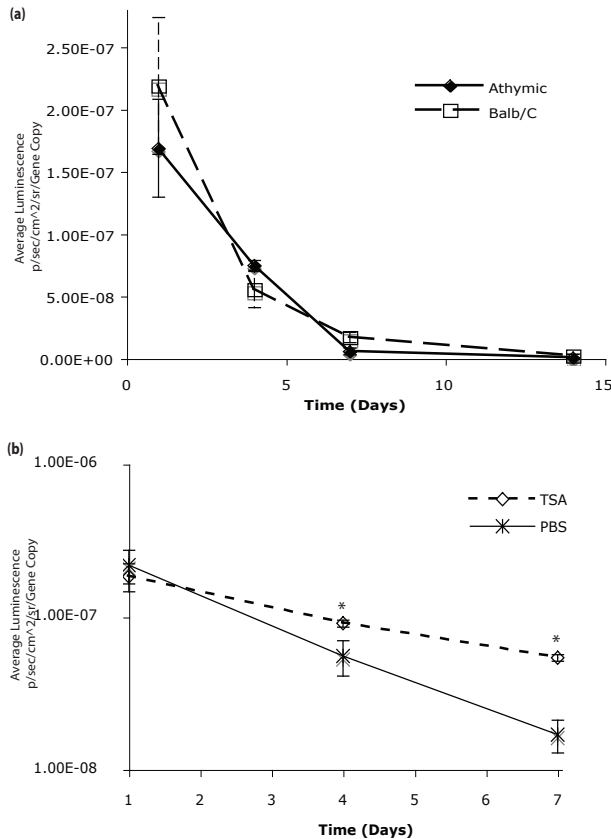 (a)
Average Luminescence
p/sec/cm^2/sr/Gene Copy
2.50E-07
2.00E-07
1.50E-07
1.00E-07
5.00E-08
0.00E+00
Athymic
Balb/C
0 5 10 15
Time (Days)
(b)
Average Luminescence
p/sec/cm^2/sr/Gene Copy
1.00E-06
1.00E-07
1.00E-08
TSA
PBS
* *
1 2 3 4 5 6 7
Time (Days)